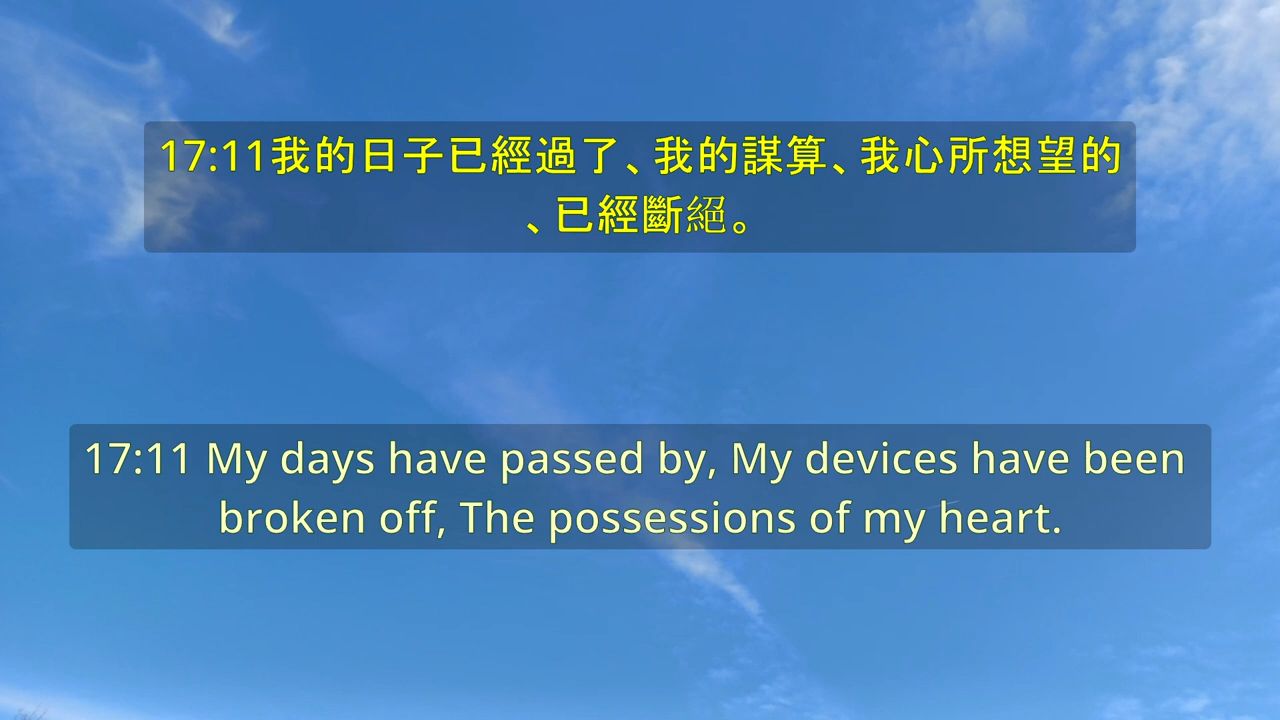 17:11我的日子已經過了、我的謀算、我心所想望的
、已經斷絕。
17:11 My days have passed by, My devices have been
broken off, The possessions of my heart.